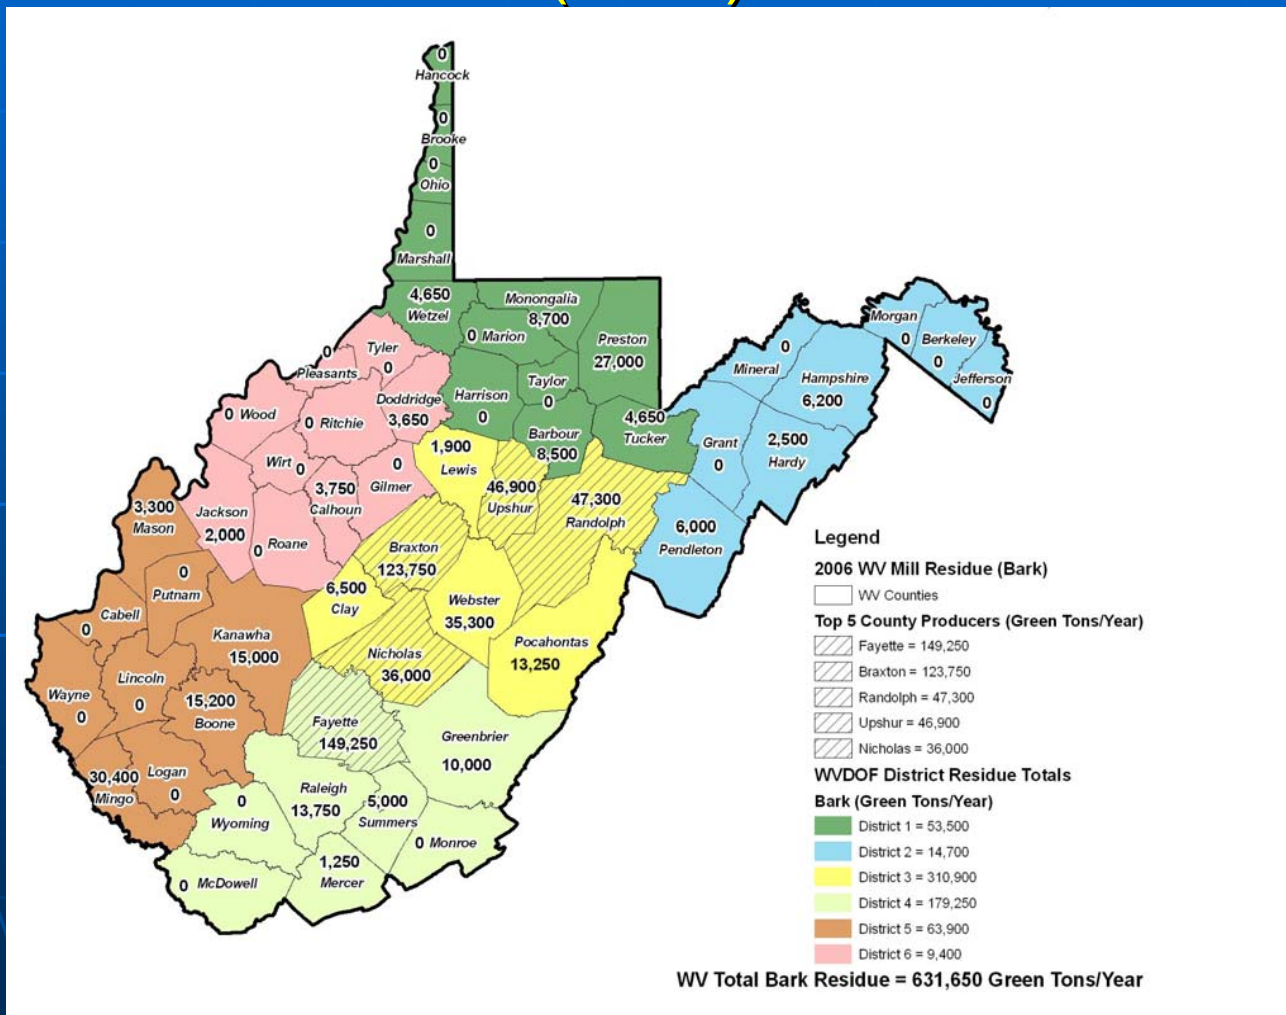 0
Hancock
0
Brooke
0
Ohio
0
Marshall
4,650
Wetzel
Monongalia
8,700
0 Marion
Preston
27,000
Harrison
0
Taylor
0
Barbour
8,500
4,650
Tucker
0
Pleasants
Tyler
0
Doddridge
3,650
0 Wood
0 Ritchie
Wirt 0
3,750
Calhoun
0
Gilmer
Jackson
2,000
0 Roane
Morgan
0
Berkeley
0
Jefferson
0
0
Mineral
Hampshire
6,200
Grant
0
2,500
Hardy
6,000
Pendleton
1,900
Lewis
46,900
Upshur
47,300
Randolph
Braxton
123,750
6,500
Clay
Webster
35,300
Nicholas
36,000
Pocahontas
13,250
3,300
Mason
0
Putnam
Cabell
0
Kanawha
15,000
Wayne
0
Lincoln
0
15,200
Boone
30,400
Mingo
Logan
0
Fayette
149,250
Greenbrier
10,000
Raleigh
13,750
5,000
Summers
0
Wyoming
0 Monroe
1,250
Mercer
0 McDowell
Legend
2006 WV Mill Residue (Bark)
WV Counties
Top 5 County Producers (Green Tons/Year)
Fayette = 149,250
Braxton = 123,750
Randolph = 47,300
Upshur = 46,900
Nicholas = 36,000
WVDOF District Residue Totals
Bark (Green Tons/Year)
District 1 = 53,500
District 2 = 14,700
District 3 = 310,900
District 4 = 179,250
District 5 = 63,900
District 6 = 9,400
WV Total Bark Residue = 631,650 Green Tons/Year